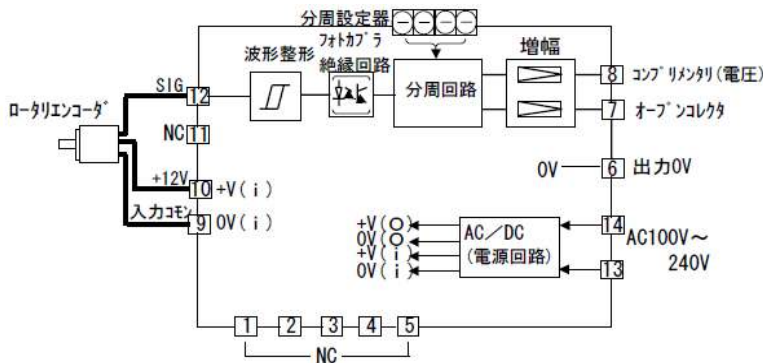 分周設定器
フォトカプラ
絶縁回路
波形整形
分周回路
増幅
SIG
12
NC
11
ロータリエンコーダ
+12V
10
+V(i)
入力コモン
9
0V(i)
8
コンプリメンタリ(電圧)
7
オープンコレクタ
0V
6
出力0V
+V(O)
0V(O)
+V(i)
0V(i)
AC/DC
(電源回路)
14
AC100V~
240V
13
1 2 3 4 5
NC